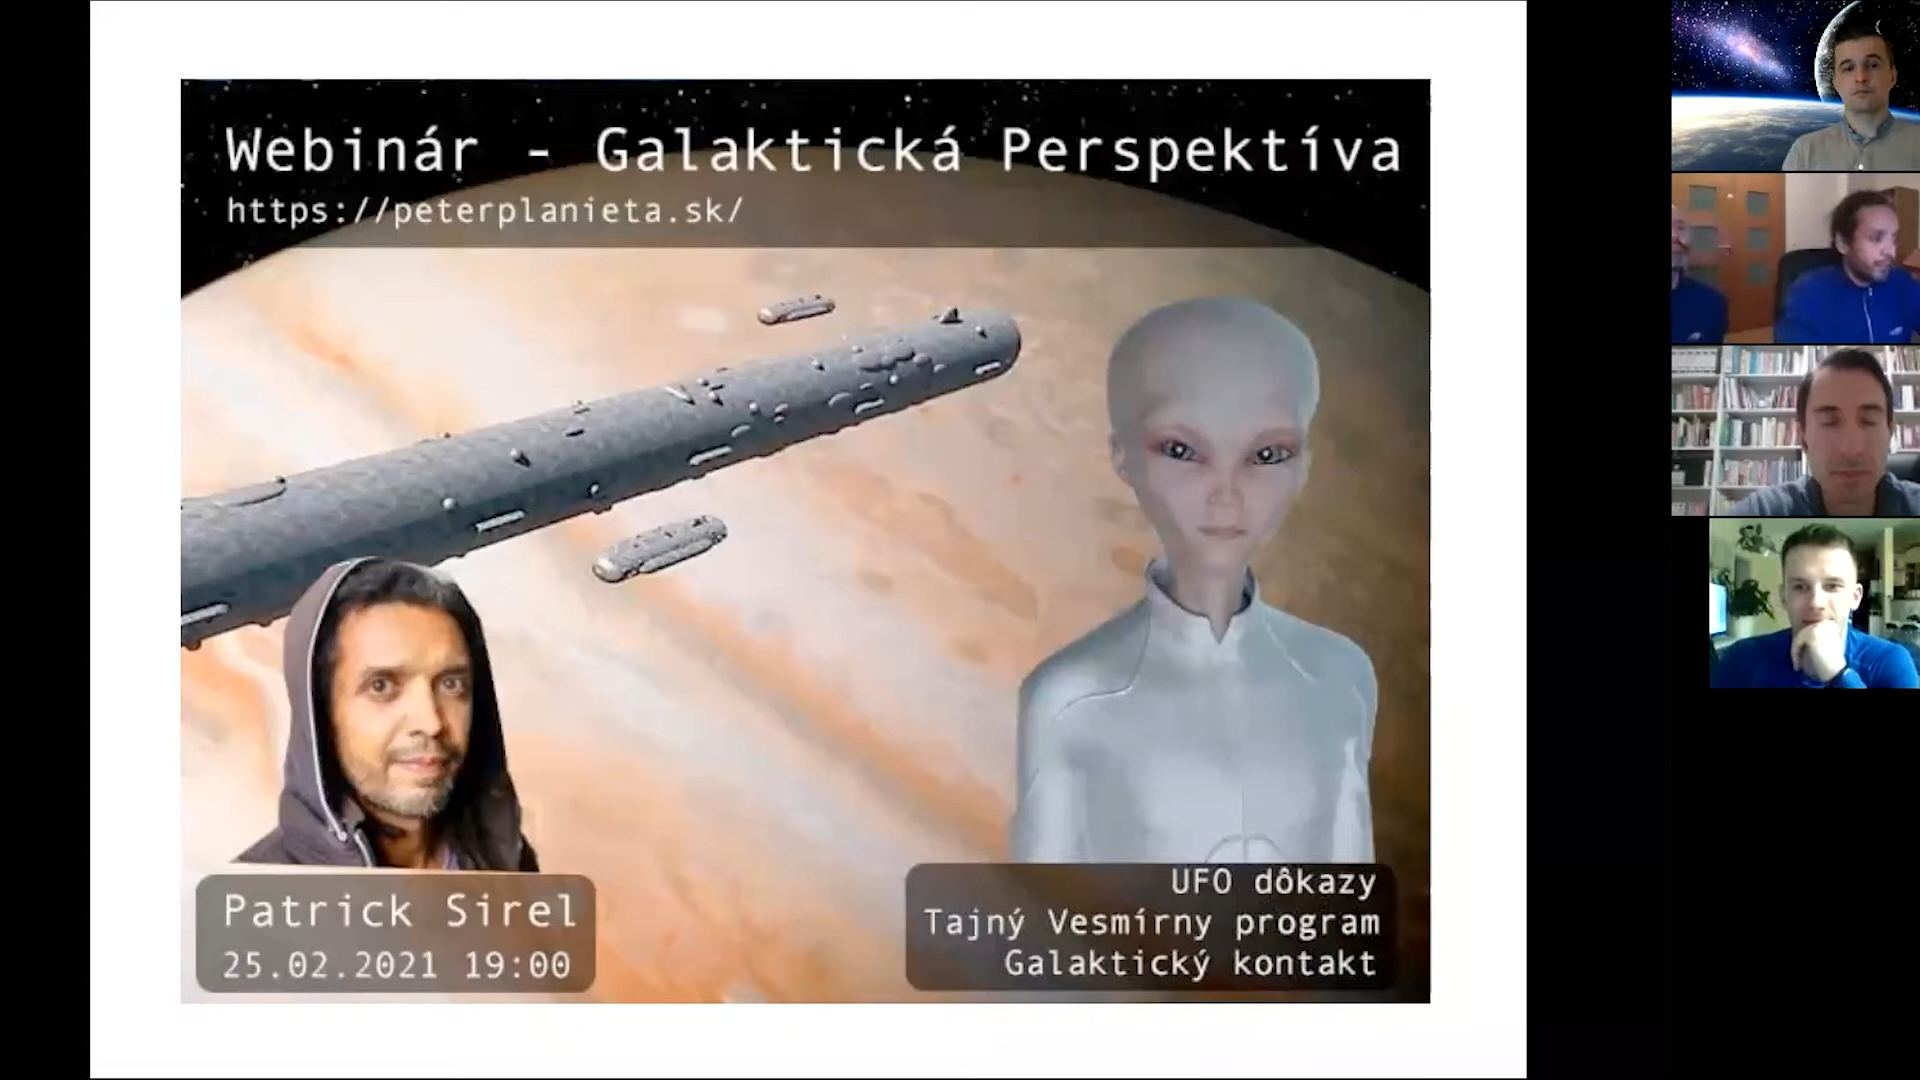 Webinár - Galaktická Perspektíva
https://peterplanieta.sk/
Patrick Sirel
25.02.2021 19:00
UFO dôkazy
Tajný Vesmírny program
Galaktický kontakt